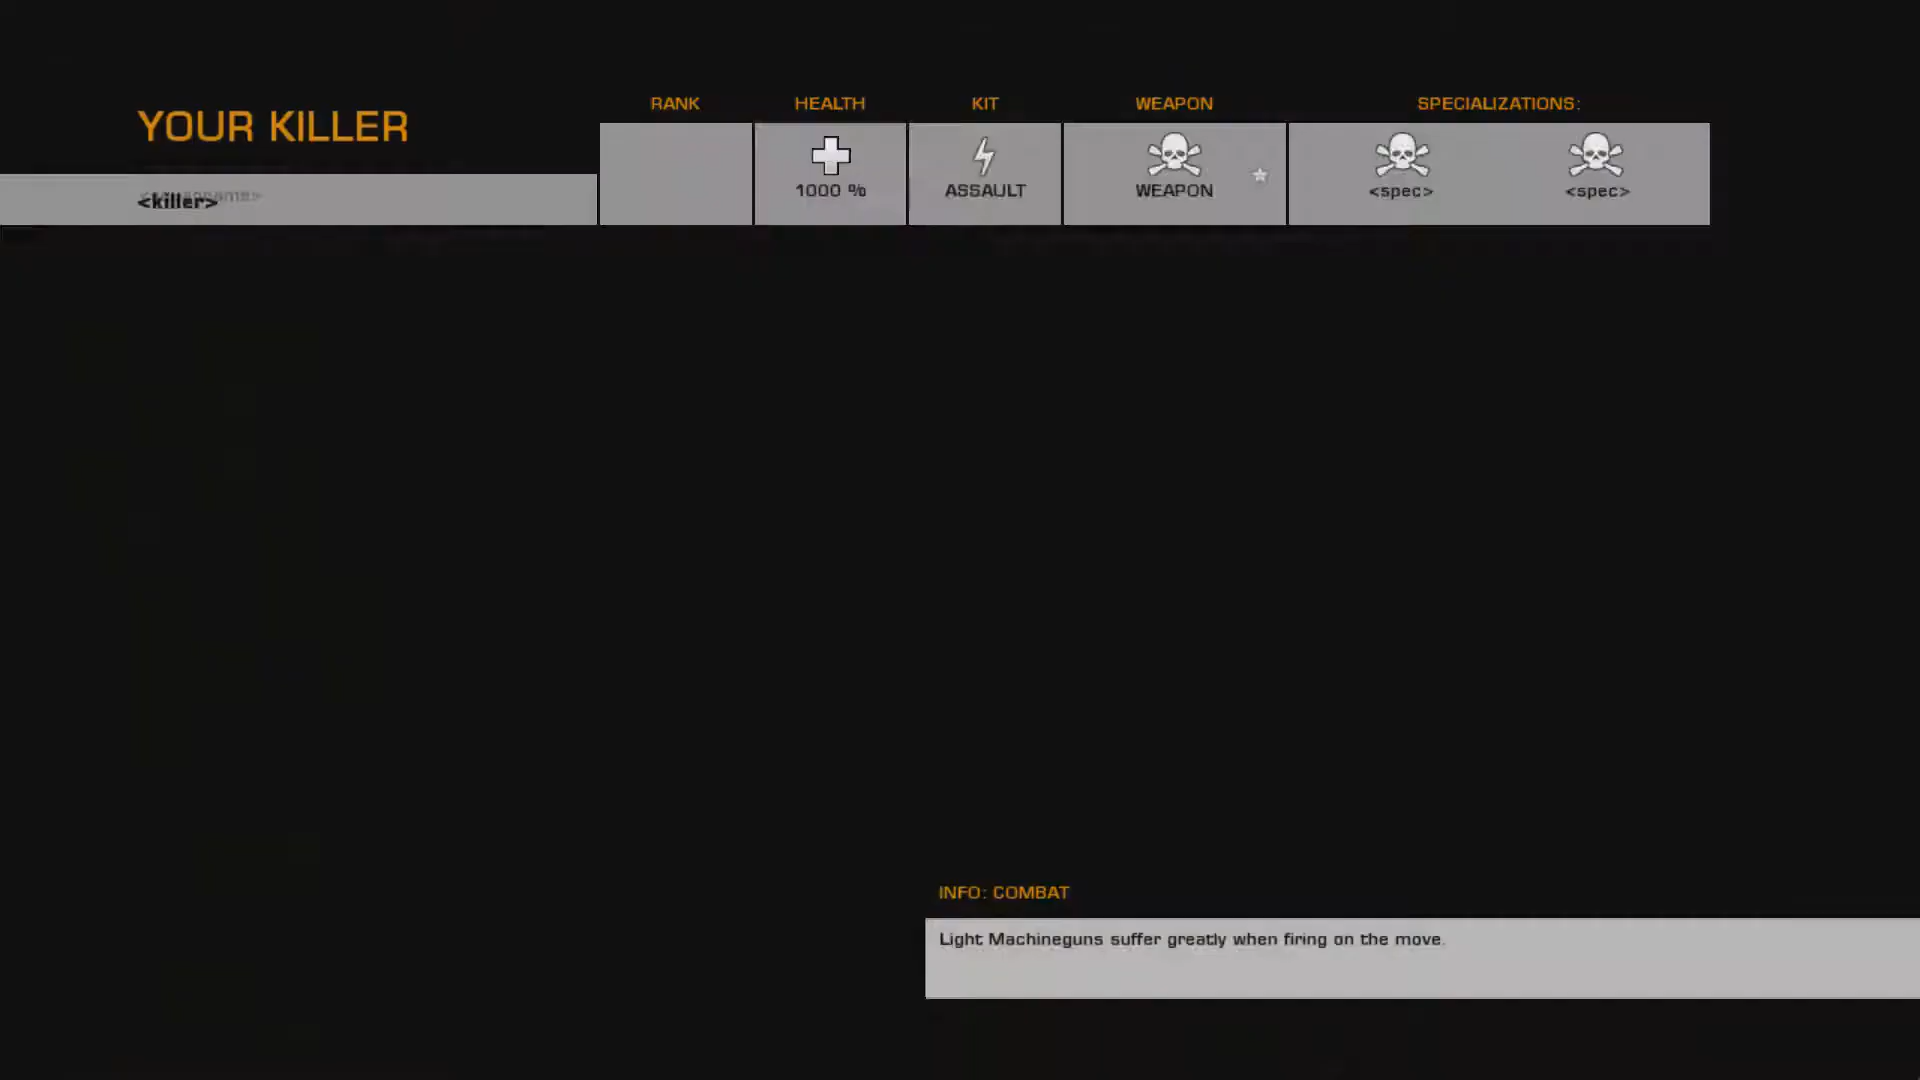 YOUR KILLER
<killer>
RANK
HEALTH
1000 %
KIT
ASSAULT
WEAPON
WEAPON
SPECIALIZATIONS:
<spec>
<spec>
INFO: COMBAT
Light Machineguns suffer greatly when firing on the move.